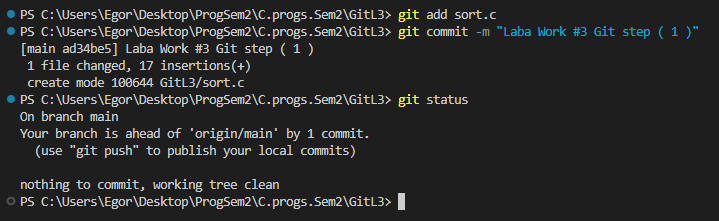 PS C:\Users\Egor\Desktop\ProgSem2\C.progs.Sem2\GitL3> git add sort.c
PS C:\Users\Egor\Desktop\ProgSem2\C.progs.Sem2\GitL3> git commit -m "Laba Work #3 Git step ( 1 )"
[main ad34be5] Laba Work #3 Git step ( 1 )
 1 file changed, 17 insertions(+)
 create mode 100644 GitL3/sort.c
PS C:\Users\Egor\Desktop\ProgSem2\C.progs.Sem2\GitL3> git status
On branch main
Your branch is ahead of 'origin/main' by 1 commit.
  (use "git push" to publish your local commits)

nothing to commit, working tree clean
PS C:\Users\Egor\Desktop\ProgSem2\C.progs.Sem2\GitL3>